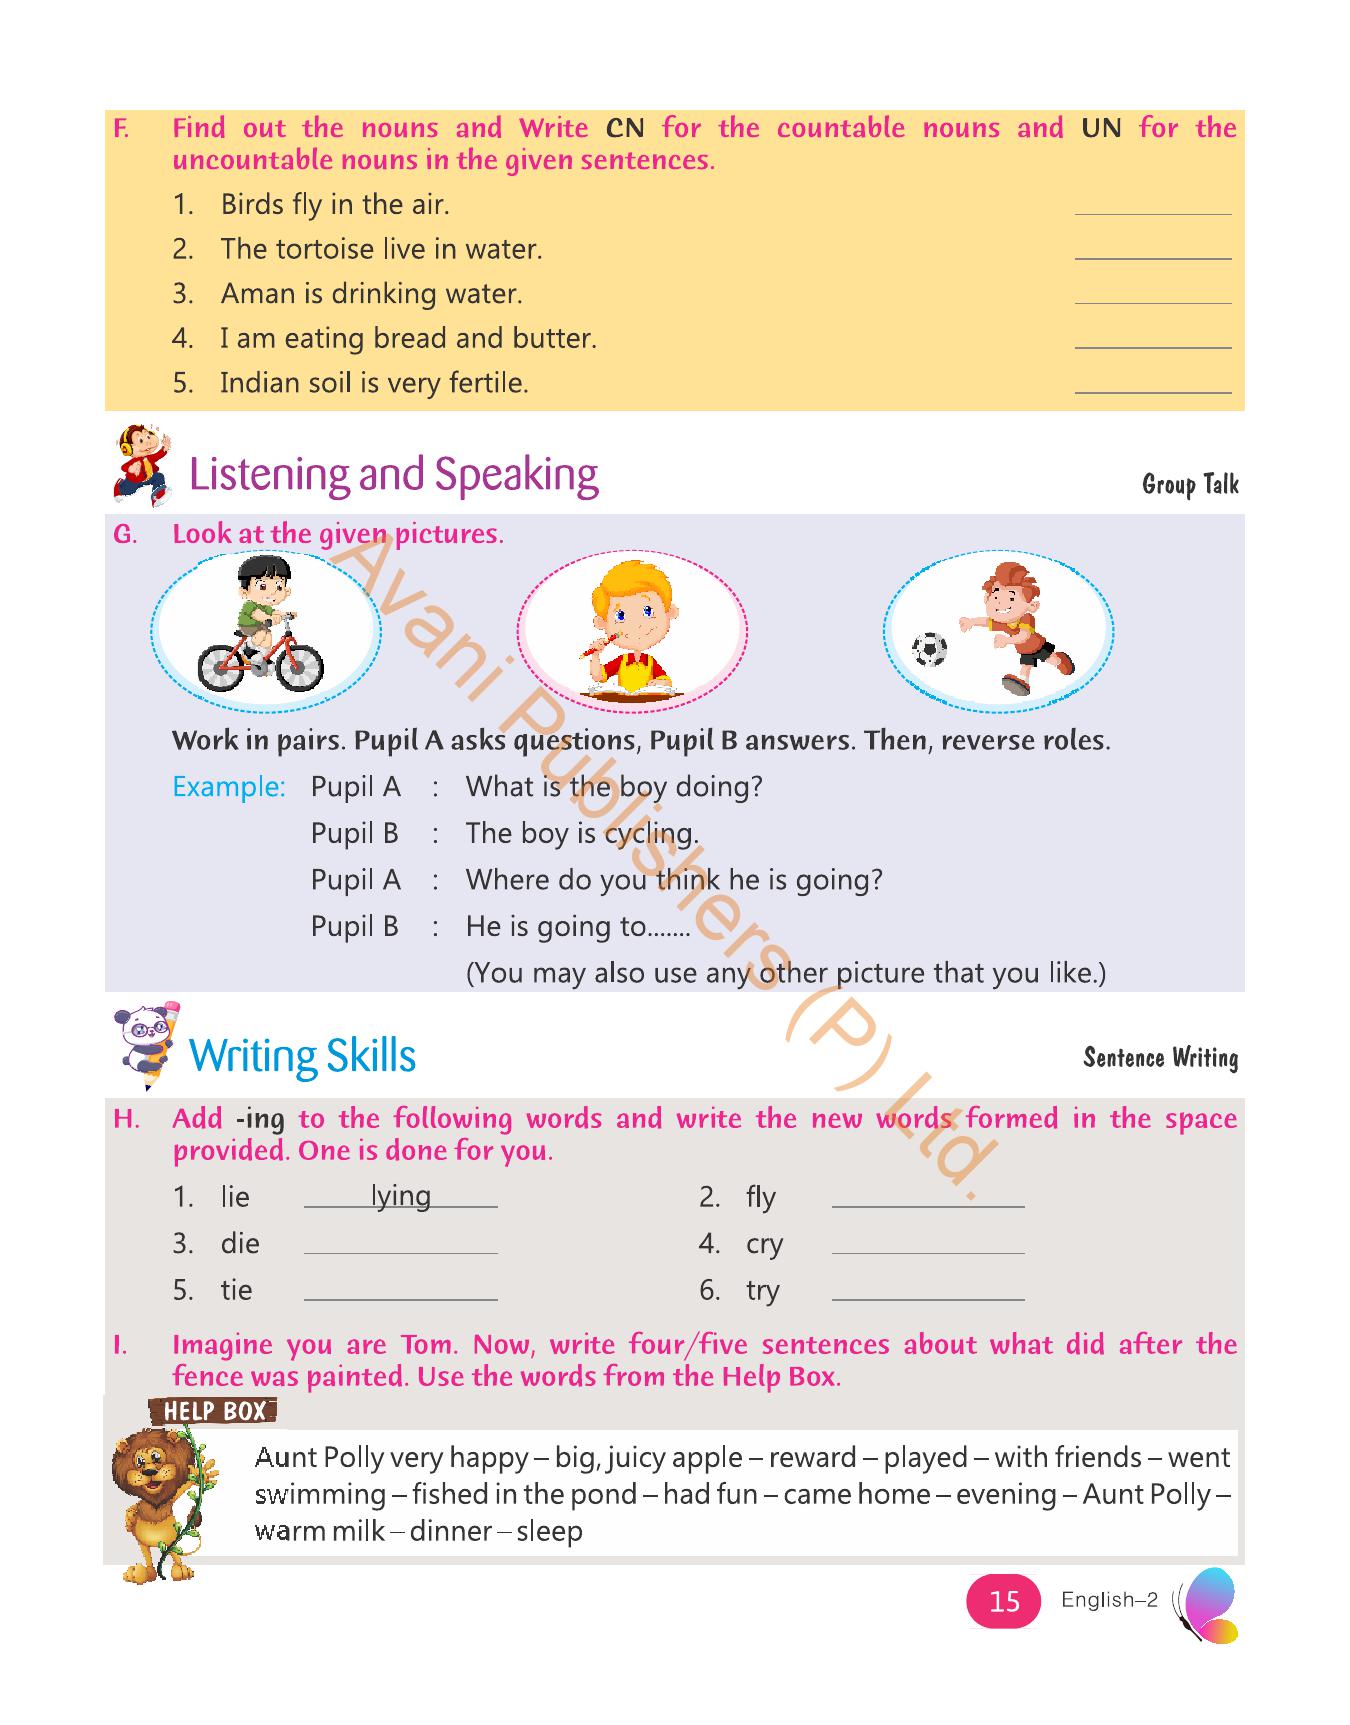 F. Find out the nouns and Write CN for the countable nouns and UN for the
uncountable nouns in the given sentences.
1. Birds fly in the air.
2. The tortoise live in water.
3. Aman is drinking water.
4. I am eating bread and butter.
5. Indian soil is very fertile.
Listening and Speaking Group Talk
G. Look at the given pictures.
Work in pairs. Pupil A asks questions, Pupil B answers. Then, reverse roles.
Example: Pupil A : What is the boy doing?
Pupil B : The boy is cycling.
Pupil A : Where do you think he is going?
Pupil B : He is going to.......
(You may also use any other picture that you like.)
Avani Publishers (P) Ltd.
Writing Skills Sentence Writing
H. Add -ing to the following words and write the new words formed in the space
provided. One is done for you.
1. lie lying 2. fly
3. die 4. cry
5. tie 6. try
I. Imagine you are Tom. Now, write four/five sentences about what did after the
fence was painted. Use the words from the Help Box.
HELP BOX
Aunt Polly very happy – big, juicy apple – reward – played – with friends – went
swimming – fished in the pond – had fun – came home – evening – Aunt Polly –
warm milk – dinner – sleep
15 English–2